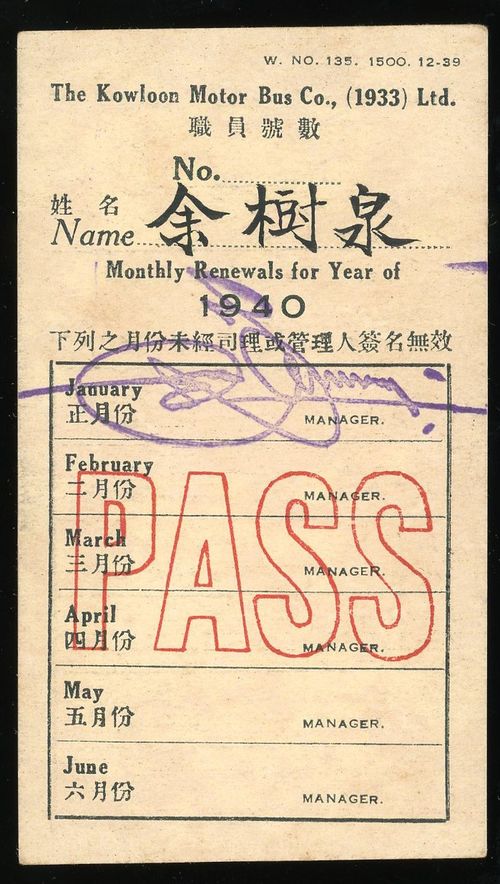 W. NO. 135. 1500. 12-39
The Kowloon Motor Bus Co., (1933) Ltd.
職員號數
No.
姓名 余樹泉
Name
Monthly Renewals for Year of
1940
下列之月份未經司理或管理人簽名無效
January
正月份 MANAGER.
February
二月份 MANAGER.
PASS
March
三月份 MANAGER.
April
四月份 MANAGER.
May
五月份 MANAGER.
June
六月份 MANAGER.